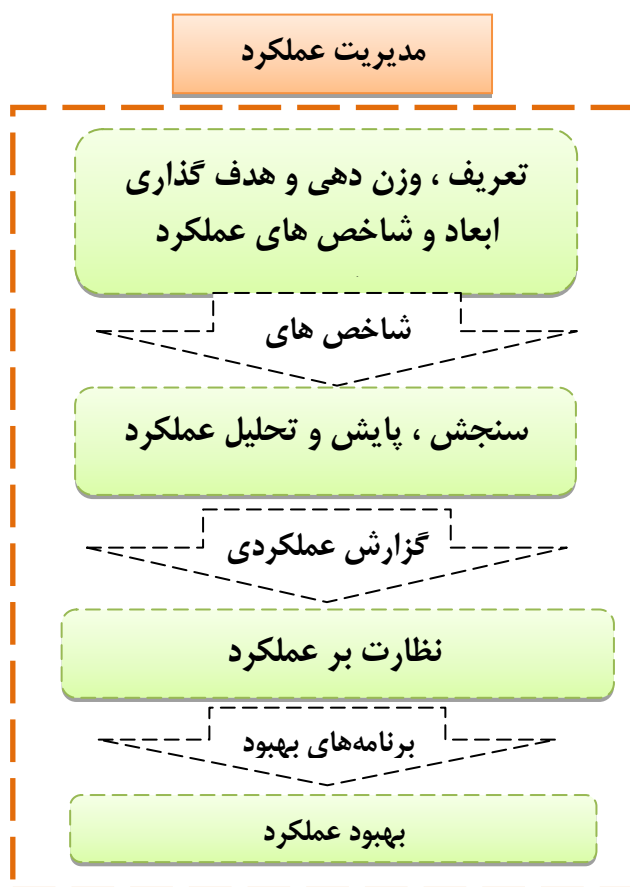 مدیریت عملکرد
تعریف ، وزن دهی و هدف گذاری
ابعاد و شاخص های عملکرد
شاخص های
سنجش ، پایش و تحلیل عملکرد
گزارش عملکردی
نظارت بر عملکرد
برنامه‌های بهبود
بهبود عملکرد